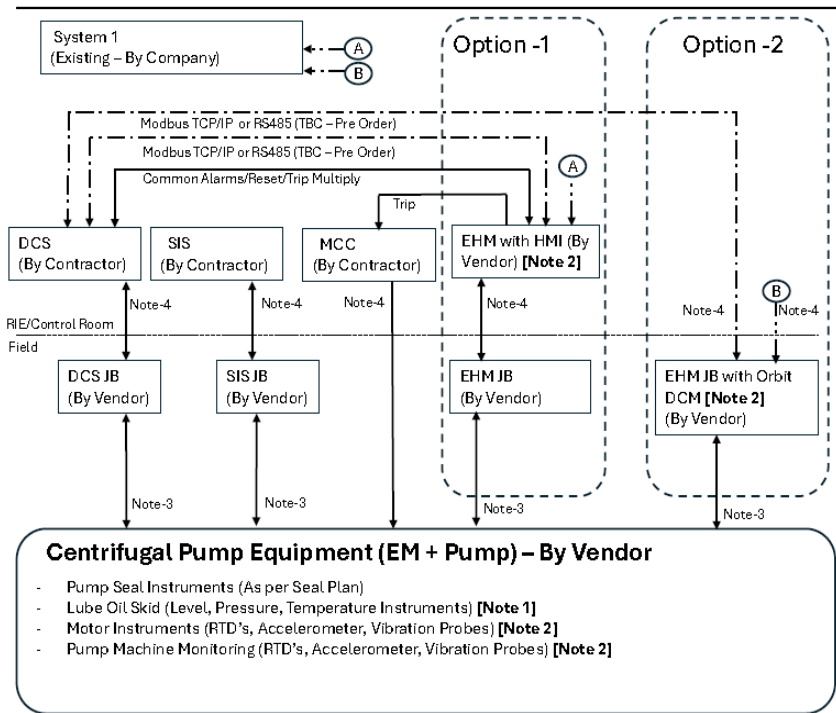 System 1
(Existing – By Company)
A
B
Option -1
Option -2
Modbus TCP/IP or RS485 (TBC – Pre Order)
Modbus TCP/IP or RS485 (TBC – Pre Order)
Common Alarms/Reset/Trip Multiply
A
Trip
DCS
(By Contractor)
SIS
(By Contractor)
MCC
(By Contractor)
EHM with HMI (By
Vendor) [Note 2]
B
Note-4
Note-4
Note-4
Note-4
Note-4
Note-4
RIE/Control Room
Field
DCS JB
(By Vendor)
SIS JB
(By Vendor)
EHM JB
(By Vendor)
EHM JB with Orbit
DCM [Note 2]
(By Vendor)
Note-3
Note-3
Note-3
Note-3
Centrifugal Pump Equipment (EM + Pump) – By Vendor
- Pump Seal Instruments (As per Seal Plan)
- Lube Oil Skid (Level, Pressure, Temperature Instruments) [Note 1]
- Motor Instruments (RTD's, Accelerometer, Vibration Probes) [Note 2]
- Pump Machine Monitoring (RTD's, Accelerometer, Vibration Probes) [Note 2]